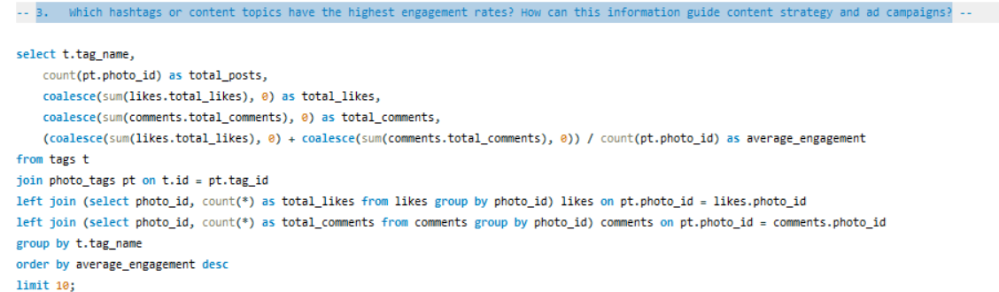 -- 3. Which hashtags or content topics have the highest engagement rates? How can this information guide content strategy and ad campaigns? --
select t.tag_name,
count(pt.photo_id) as total_posts,
coalesce(sum(likes.total_likes), 0) as total_likes,
coalesce(sum(comments.total_comments), 0) as total_comments,
(coalesce(sum(likes.total_likes), 0) + coalesce(sum(comments.total_comments), 0)) / count(pt.photo_id) as average_engagement
from tags t
join photo_tags pt on t.id = pt.tag_id
left join (select photo_id, count(*) as total_likes from likes group by photo_id) likes on pt.photo_id = likes.photo_id
left join (select photo_id, count(*) as total_comments from comments group by photo_id) comments on pt.photo_id = comments.photo_id
group by t.tag_name
order by average_engagement desc
limit 10;